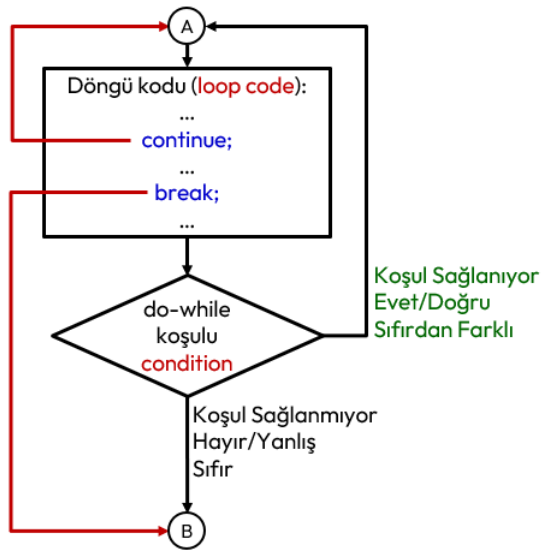 A
Döngü kodu (loop code):
...
continue;
...
break;
...
do-while
koşulu
condition
Koşul Sağlanıyor
Evet/Doğru
Sıfırdan Farklı
Koşul Sağlanmıyor
Hayır/Yanlış
Sıfır
B